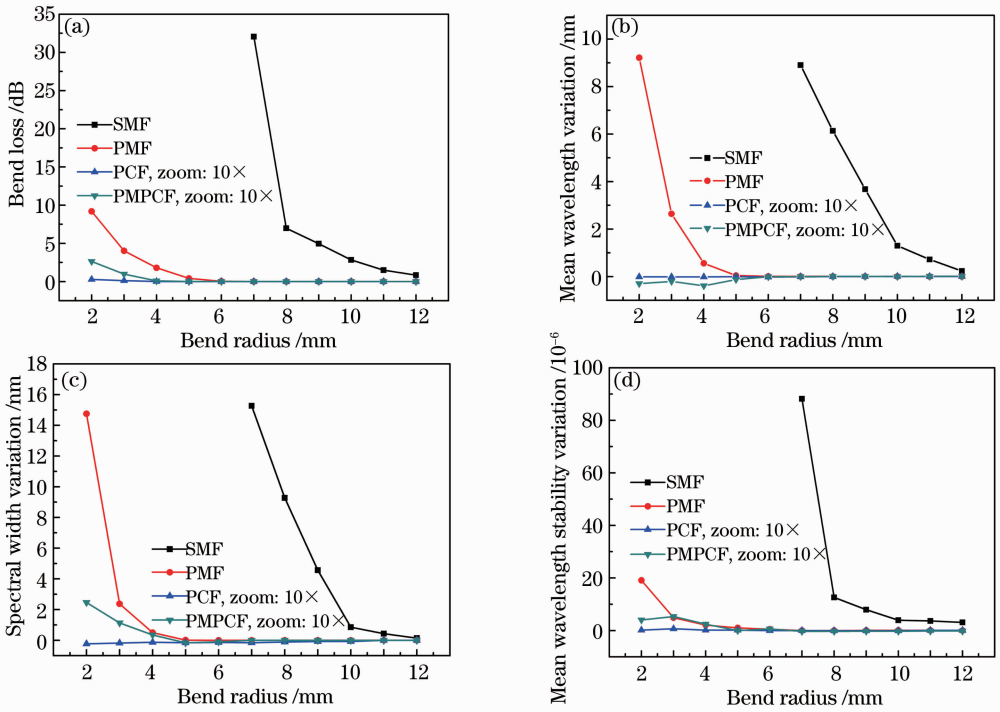 (a)
Bend loss /dB
35
30
25
20
15
10
5
0
SMF
PMF
PCF, zoom: 10×
PMPCF, zoom: 10×
2 4 6 8 10 12
Bend radius /mm
(b)
Mean wavelength variation /nm
10
8
6
4
2
0
SMF
PMF
PCF, zoom: 10×
PMPCF, zoom: 10×
2 4 6 8 10 12
Bend radius /mm
(c)
Spectral width variation /nm
18
16
14
12
10
8
6
4
2
0
SMF
PMF
PCF, zoom: 10×
PMPCF, zoom: 10×
2 4 6 8 10 12
Bend radius /mm
(d)
Mean wavelength stability variation /10⁻⁶
100
80
60
40
20
0
SMF
PMF
PCF, zoom: 10×
PMPCF, zoom: 10×
2 4 6 8 10 12
Bend radius /mm